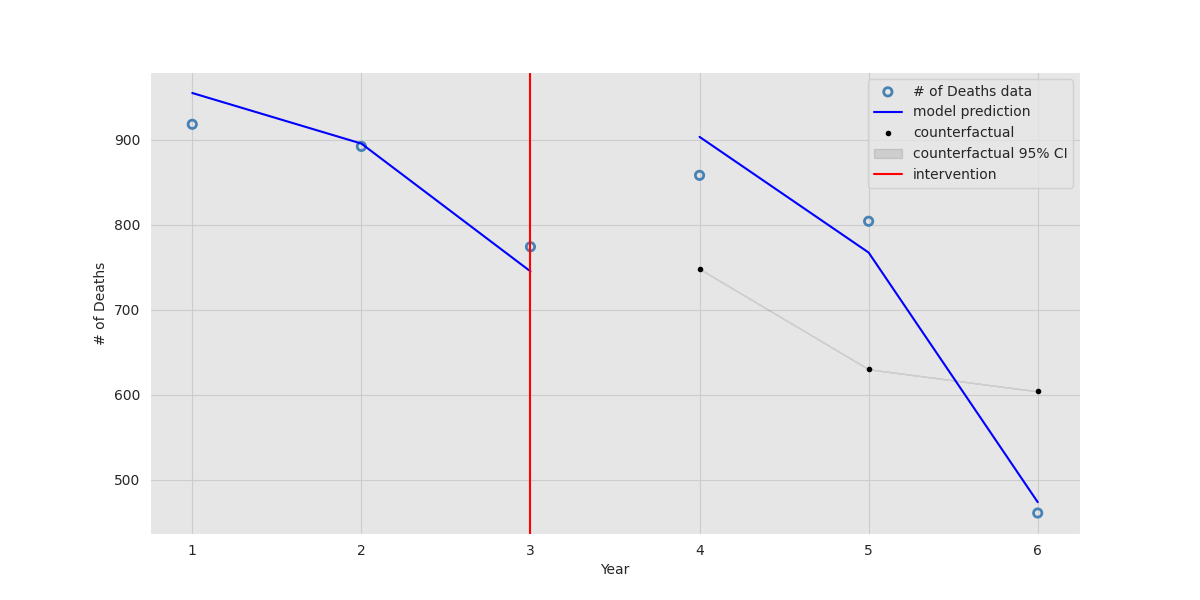 # of Deaths data
model prediction
counterfactual
counterfactual 95% CI
intervention
900
800
700
600
500
# of Deaths
1 2 3 4 5 6
Year